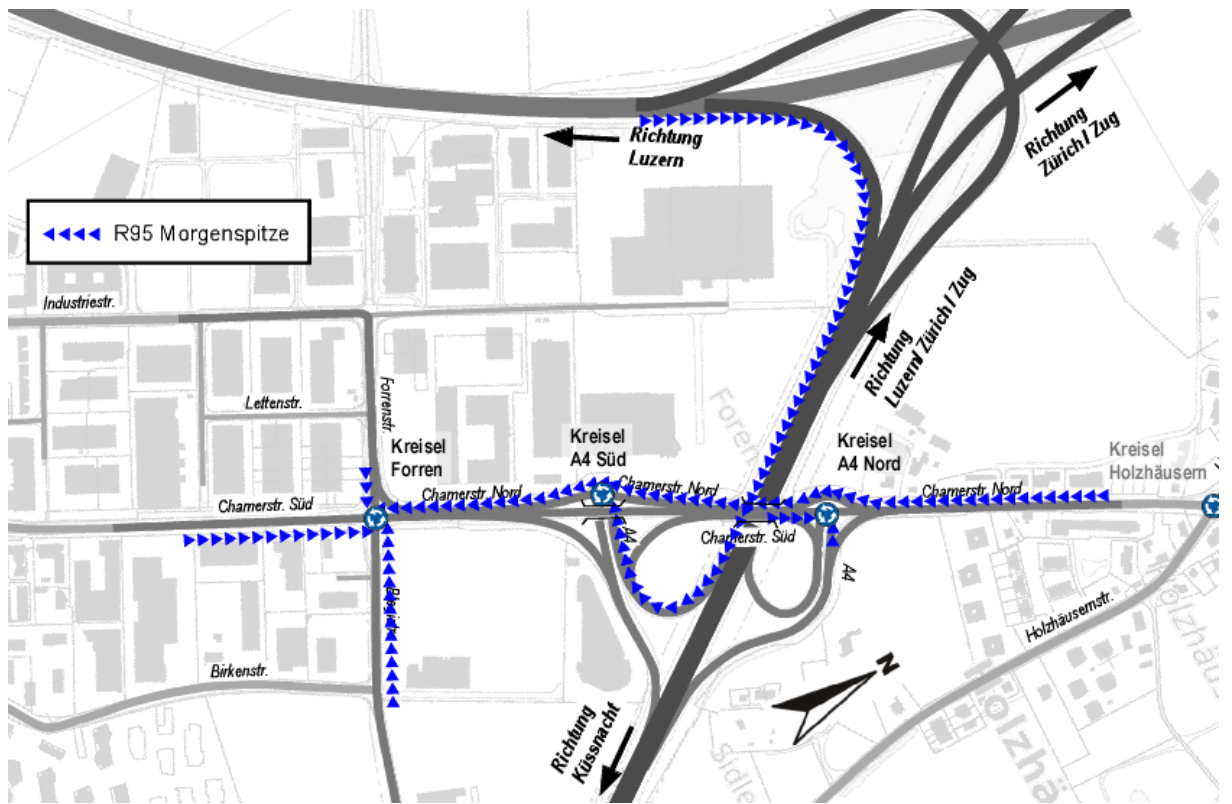 Richtung
Luzern
Richtung
Zürich / Zug
R95 Morgenspitze
Industriestr.
Richtung
Luzern/ Zürich / Zug
Lettenstr.
Forrenstr.
Foren
Kreisel
Forren
Kreisel
A4 Süd
Kreisel
A4 Nord
Kreisel
Holzhäusern
Chamerstr. Süd
Chamerstr. Nord
Chamerstr. Nord
Chamerstr. Nord
Chamerstr. Süd
A4
A4
Birkenstr.
Holzhäusernstr.
N
Richtung
Küssnacht